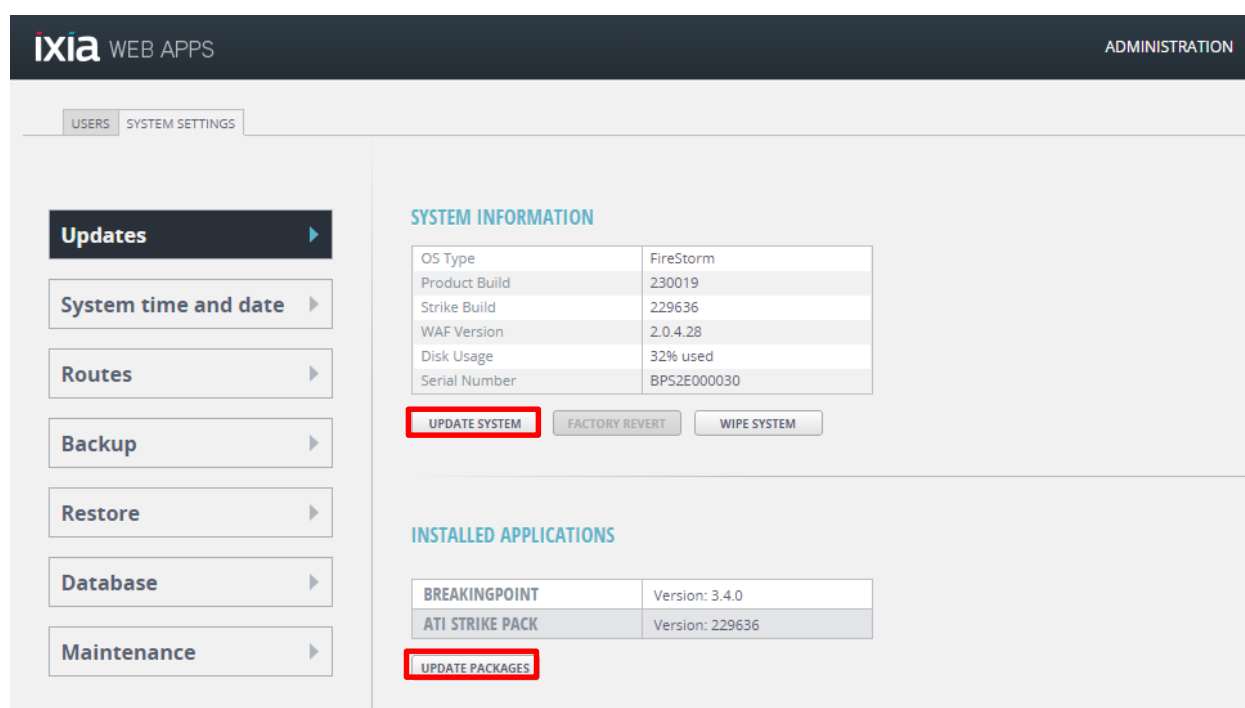 ixia WEB APPS
ADMINISTRATION
USERS SYSTEM SETTINGS
Updates
System time and date
Routes
Backup
Restore
Database
Maintenance
SYSTEM INFORMATION
OS Type FireStorm
Product Build 230019
Strike Build 229636
WAF Version 2.0.4.28
Disk Usage 32% used
Serial Number BPS2E000030
UPDATE SYSTEM FACTORY REVERT WIPE SYSTEM
INSTALLED APPLICATIONS
BREAKINGPOINT Version: 3.4.0
ATI STRIKE PACK Version: 229636
UPDATE PACKAGES